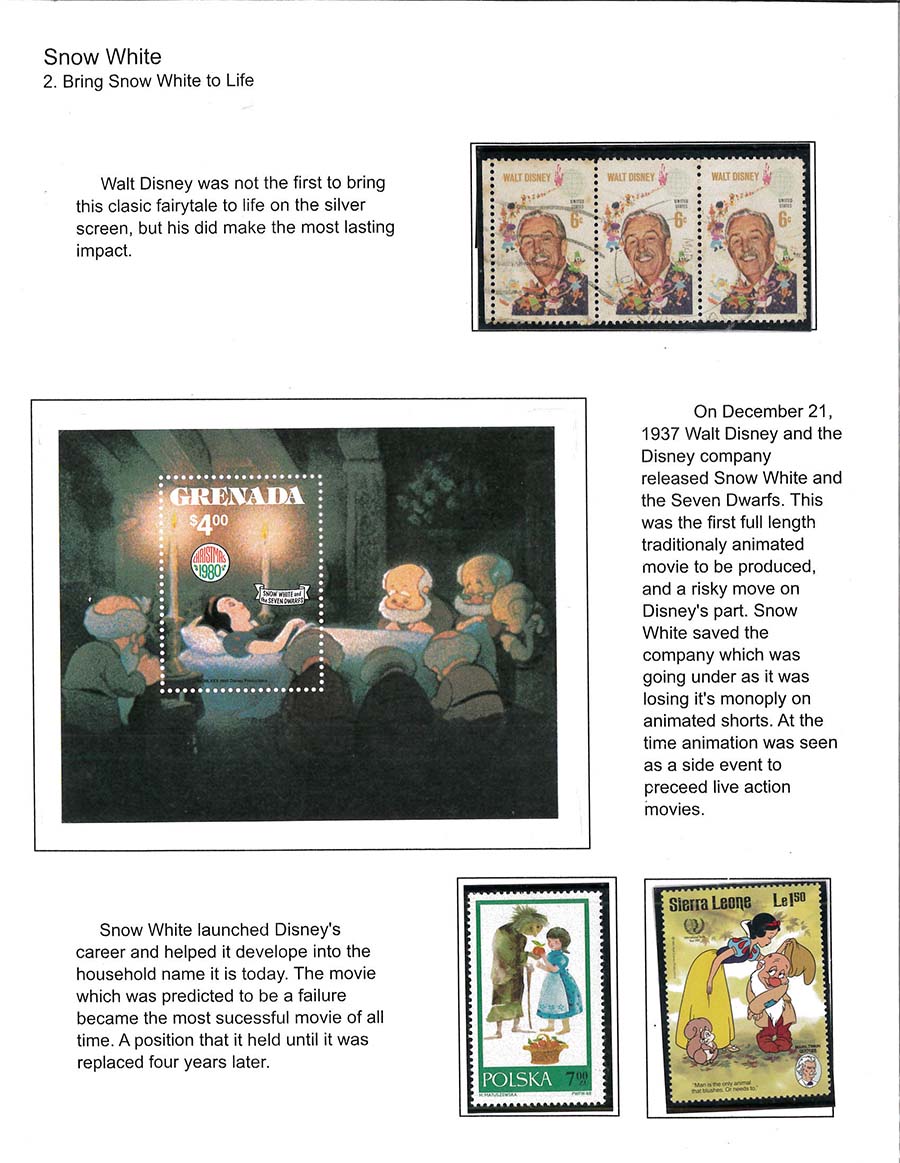 Snow White
2. Bring Snow White to Life
Walt Disney was not the first to bring
this clasic fairytale to life on the silver
screen, but his did make the most lasting
impact.
WALT DISNEY
UNITED
STATES
6c
WALT DISNEY
UNITED
STATES
6c
WALT DISNEY
UNITED
STATES
6c
GRENADA
$4.00
CHRISTMAS
1980
SNOW WHITE and
the SEVEN DWARFS
On December 21,
1937 Walt Disney and the
Disney company
released Snow White and
the Seven Dwarfs. This
was the first full length
traditionaly animated
movie to be produced,
and a risky move on
Disney's part. Snow
White saved the
company which was
going under as it was
losing it's monoply on
animated shorts. At the
time animation was seen
as a side event to
preceed live action
movies.
Snow White launched Disney's
career and helped it develope into the
household name it is today. The movie
which was predicted to be a failure
became the most sucessful movie of all
time. A position that it held until it was
replaced four years later.
POLSKA 7.00 ZŁ
H. MATUSZEWSKA PWPW-68
Sierra Leone Le1.50
MARK TWAIN
QUOTES
"Man is the only animal
that blushes. Or needs to."